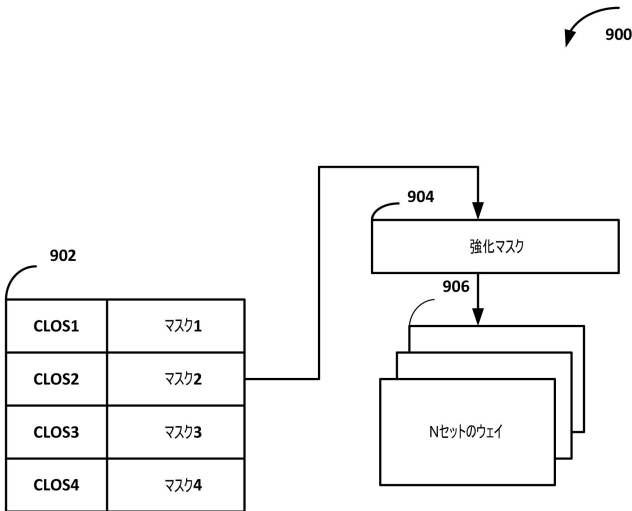 900
904
強化マスク
902
906
CLOS1 マスク1
CLOS2 マスク2
CLOS3 マスク3
CLOS4 マスク4
Nセットのウェイ